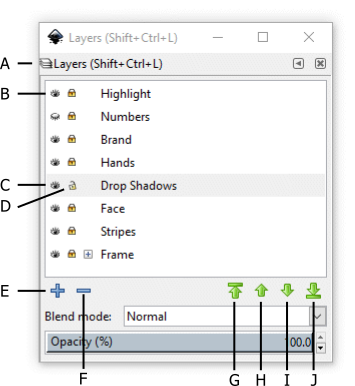 Layers (Shift+Ctrl+L)
A Layers (Shift+Ctrl+L)
B Highlight
Numbers
Brand
Hands
C Drop Shadows
D
Face
Stripes
Frame
E
Blend mode: Normal
Opacity (%) 100.0
F G H I J